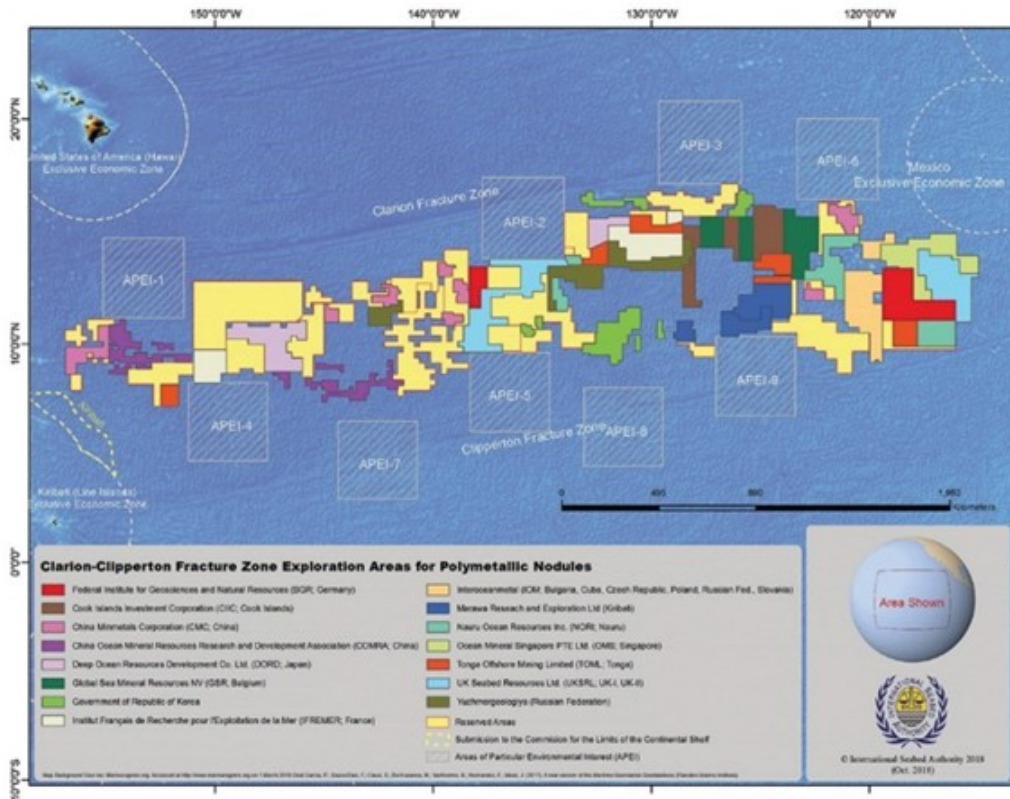 150°0'0"W 140°0'0"W 130°0'0"W 120°0'0"W
20°0'0"N
10°0'0"N
0°0'0"
10°0'0"S
United States of America (Hawaii)
Exclusive Economic Zone
Mexico
Exclusive Economic Zone
Clarion Fracture Zone
APEI-3
APEI-6
APEI-2
APEI-1
APEI-5
APEI-9
APEI-4
APEI-8
APEI-7
Clipperton Fracture Zone
Kiribati
Kiribati (Line Islands)
Exclusive Economic Zone
0
Kilometers
Clarion-Clipperton Fracture Zone Exploration Areas for Polymetallic Nodules
Federal Institute for Geosciences and Natural Resources (BGR; Germany)
Cook Islands Investment Corporation (CIIC; Cook Islands)
China Minmetals Corporation (CMC; China)
China Ocean Mineral Resources Research and Development Association (COMRA; China)
Deep Ocean Resources Development Co. Ltd. (DORD; Japan)
Global Sea Mineral Resources NV (GSR; Belgium)
Government of Republic of Korea
Institut Français de Recherche pour l'Exploitation de la Mer (IFREMER; France)
Interoceanmetal (IOM; Bulgaria, Cuba, Czech Republic, Poland, Russian Fed., Slovakia)
Marawa Research and Exploration Ltd (Kiribati)
Nauru Ocean Resources Inc. (NORI; Nauru)
Ocean Mineral Singapore PTE Ltd. (OMS; Singapore)
Tonga Offshore Mining Limited (TOML; Tonga)
UK Seabed Resources Ltd. (UKSRL; UK-I, UK-II)
Yuzhmorgeologiya (Russian Federation)
Reserved Areas
Submission to the Commission for the Limits of the Continental Shelf
Areas of Particular Environmental Interest (APEI)
Area Shown
INTERNATIONAL SEABED AUTHORITY
© International Seabed Authority 2018
(Oct. 2018)